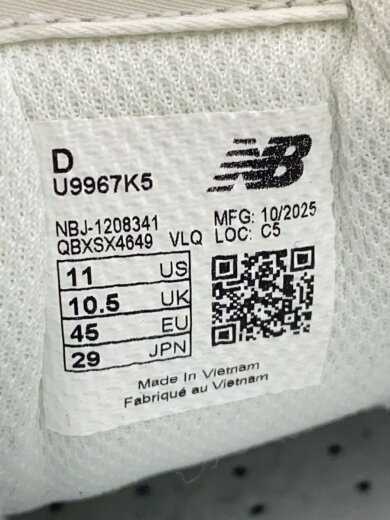 D
U9967K5
NB
NBJ-1208341
QBXSX4649 VLQ
MFG: 10/2025
LOC: C5
11 US
10.5 UK
45 EU
29 JPN
Made In Vietnam
Fabriqué au Vietnam